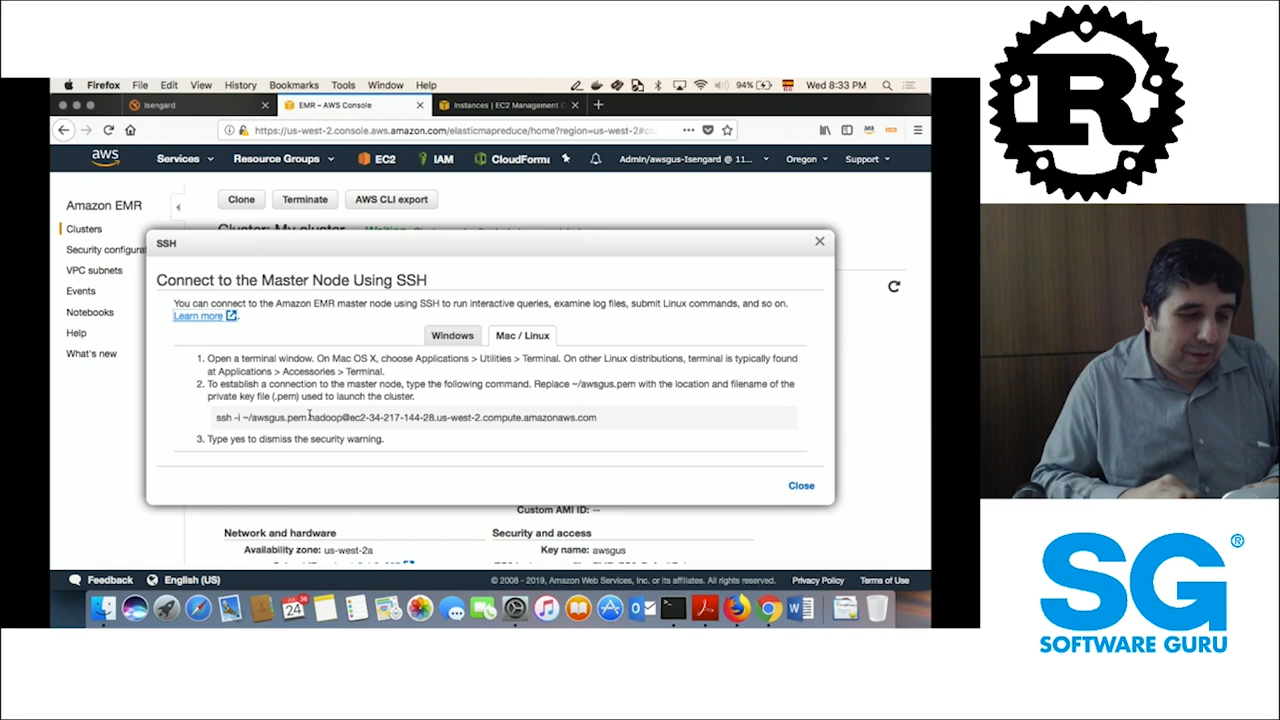 Firefox File Edit View History Bookmarks Tools Window Help 94% Wed 8:33 PM
Isengard EMR – AWS Console Instances | EC2 Management C
https://us-west-2.console.aws.amazon.com/elasticmapreduce/home?region=us-west-2#clu
aws Services Resource Groups EC2 IAM CloudForma Admin/awsgus-Isengard @ 11... Oregon Support
Amazon EMR
Clusters
Security configura
VPC subnets
Events
Notebooks
Help
What's new
Clone Terminate AWS CLI export
Cluster: My cluster Waiting
SSH
Connect to the Master Node Using SSH
You can connect to the Amazon EMR master node using SSH to run interactive queries, examine log files, submit Linux commands, and so on.
Learn more .
Windows Mac / Linux
1. Open a terminal window. On Mac OS X, choose Applications > Utilities > Terminal. On other Linux distributions, terminal is typically found
at Applications > Accessories > Terminal.
2. To establish a connection to the master node, type the following command. Replace ~/awsgus.pem with the location and filename of the
private key file (.pem) used to launch the cluster.
ssh -i ~/awsgus.pem hadoop@ec2-34-217-144-28.us-west-2.compute.amazonaws.com
3. Type yes to dismiss the security warning.
Close
Custom AMI ID: --
Network and hardware
Availability zone: us-west-2a
Security and access
Key name: awsgus
Feedback English (US) © 2008 - 2019, Amazon Web Services, Inc. or its affiliates. All rights reserved. Privacy Policy Terms of Use
24
R
SG®
SOFTWARE GURU